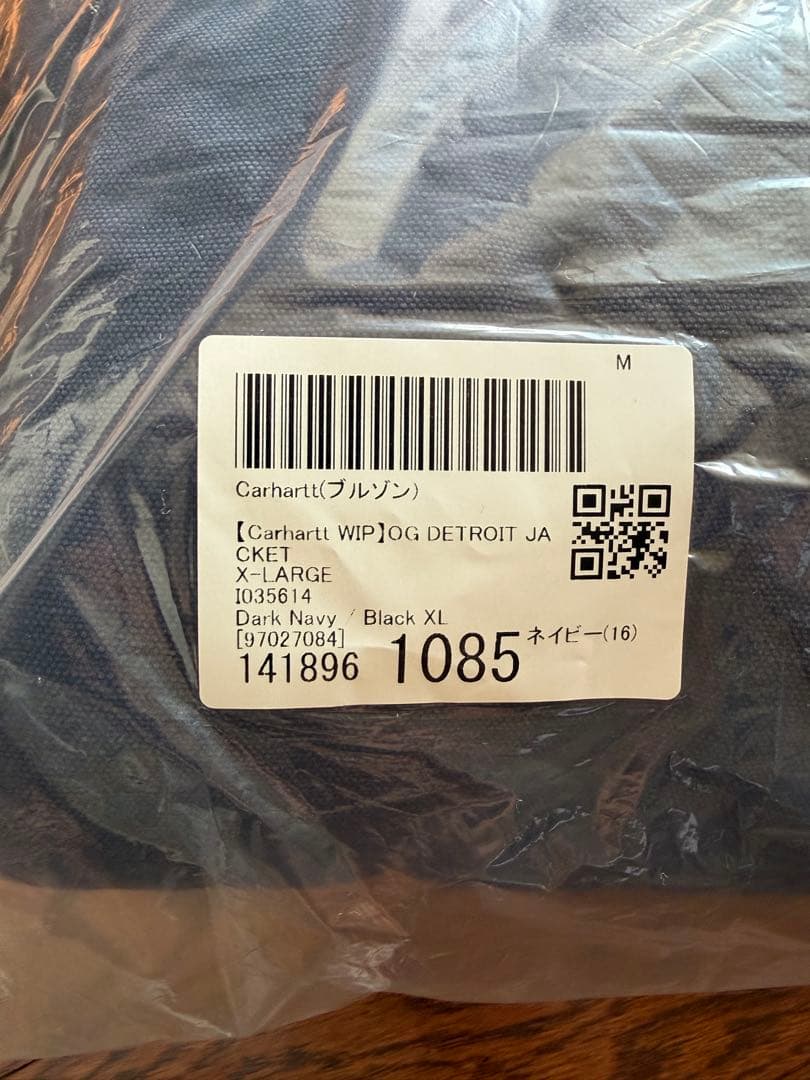 M
Carhartt(ブルゾン)
【Carhartt WIP】OG DETROIT JA
CKET
X-LARGE
I035614
Dark Navy / Black XL
[97027084]
141896 1085 ネイビー(16)